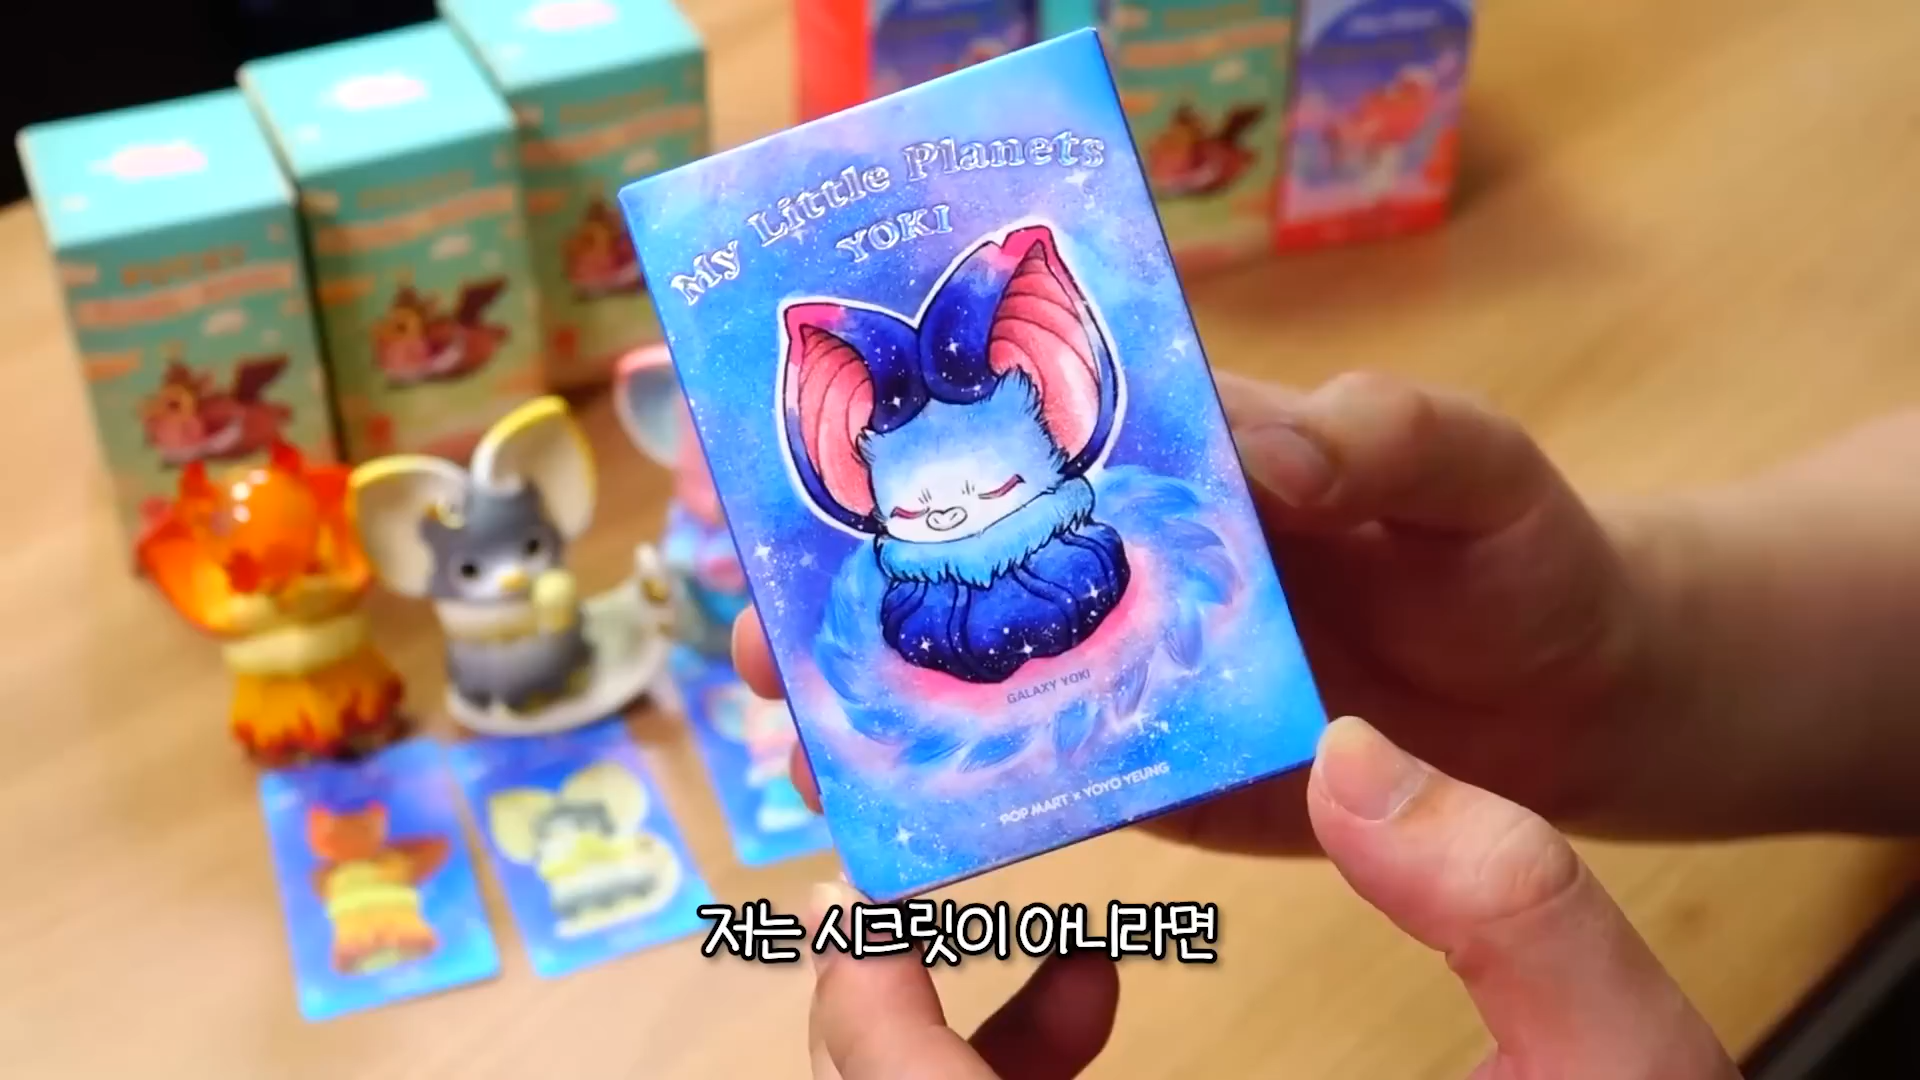 My Little Planets
YOKI
GALAXY YOKI
POP MART × YOYO YEUNG
저는 시크릿이 아니라면